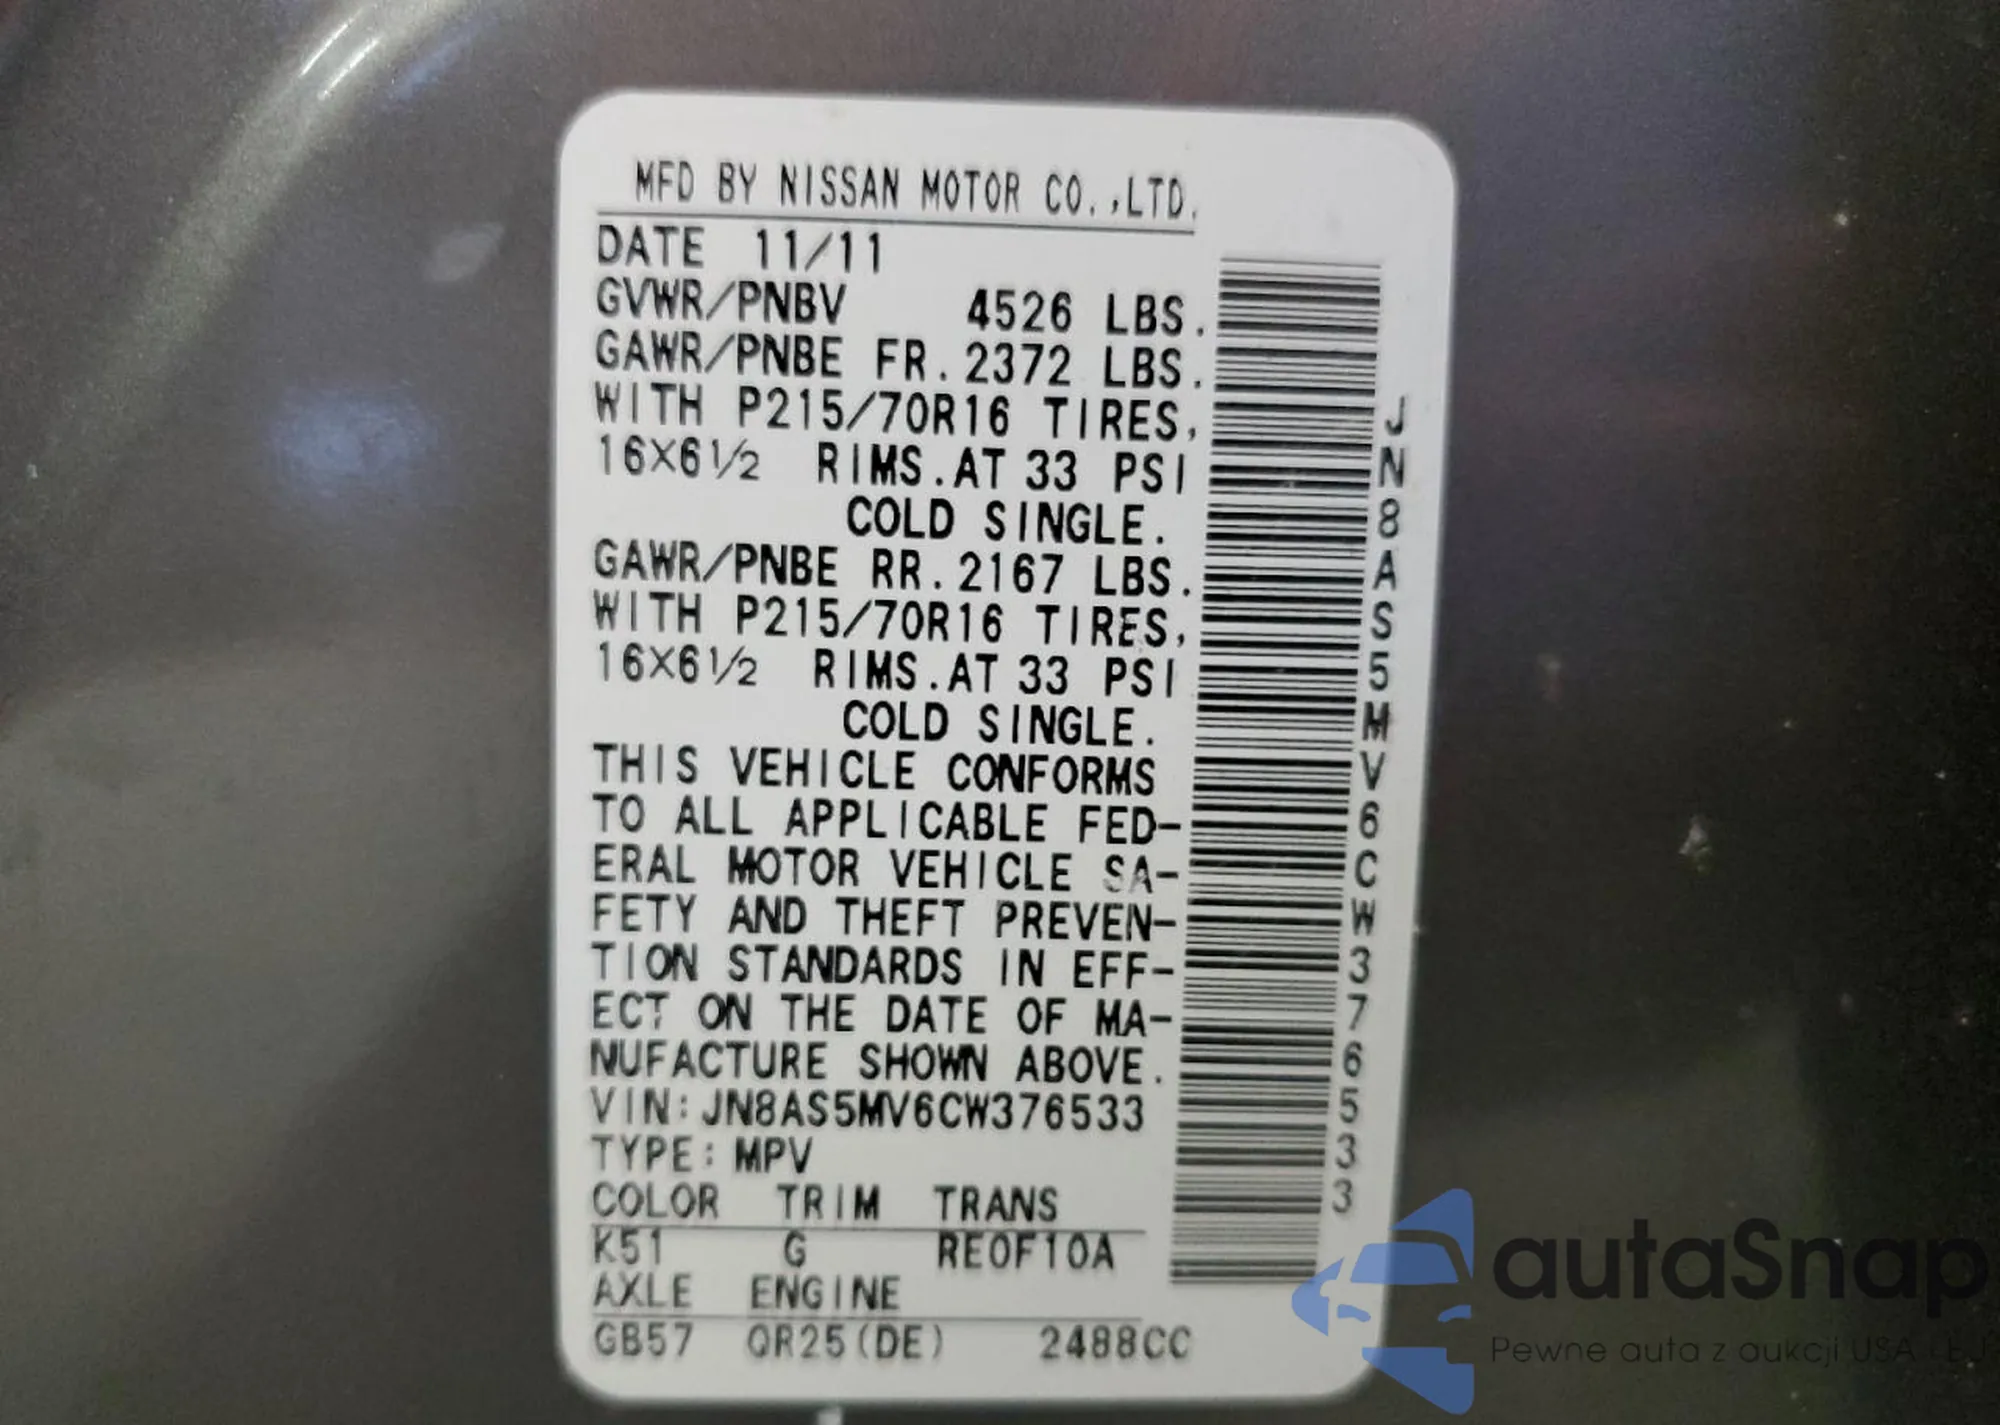 MFD BY NISSAN MOTOR CO.,LTD.
DATE 11/11
GVWR/PNBV 4526 LBS.
GAWR/PNBE FR. 2372 LBS.
WITH P215/70R16 TIRES,
16X6½ RIMS.AT 33 PSI
COLD SINGLE.
GAWR/PNBE RR. 2167 LBS.
WITH P215/70R16 TIRES,
16X6½ RIMS.AT 33 PSI
COLD SINGLE.
THIS VEHICLE CONFORMS
TO ALL APPLICABLE FED-
ERAL MOTOR VEHICLE SA-
FETY AND THEFT PREVEN-
TION STANDARDS IN EFF-
ECT ON THE DATE OF MA-
NUFACTURE SHOWN ABOVE.
VIN:JN8AS5MV6CW376533
TYPE:MPV
COLOR TRIM TRANS
K51 G RE0F10A
AXLE ENGINE
GB57 QR25(DE) 2488CC
JN8AS5MV6CW376533
autaSnap
Pewne auta z aukcji USA i EU